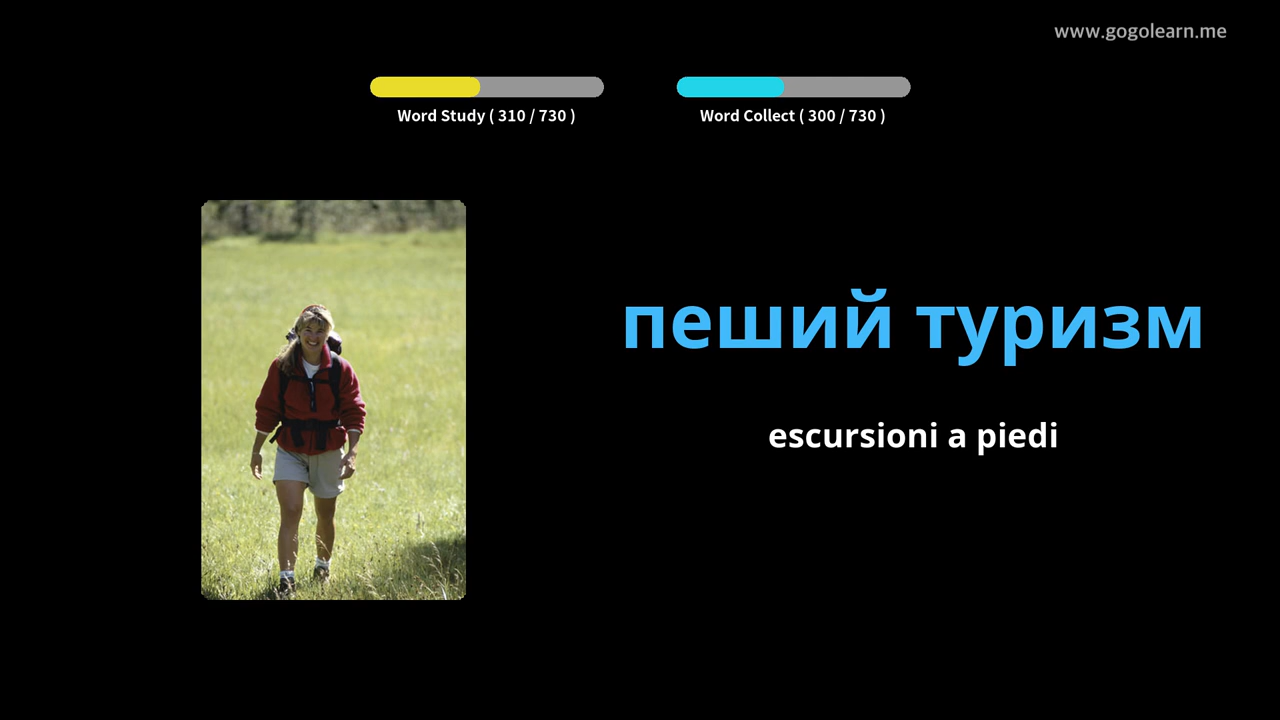 www.gogolearn.me
Word Study ( 310 / 730 )
Word Collect ( 300 / 730 )
пеший туризм
escursioni a piedi